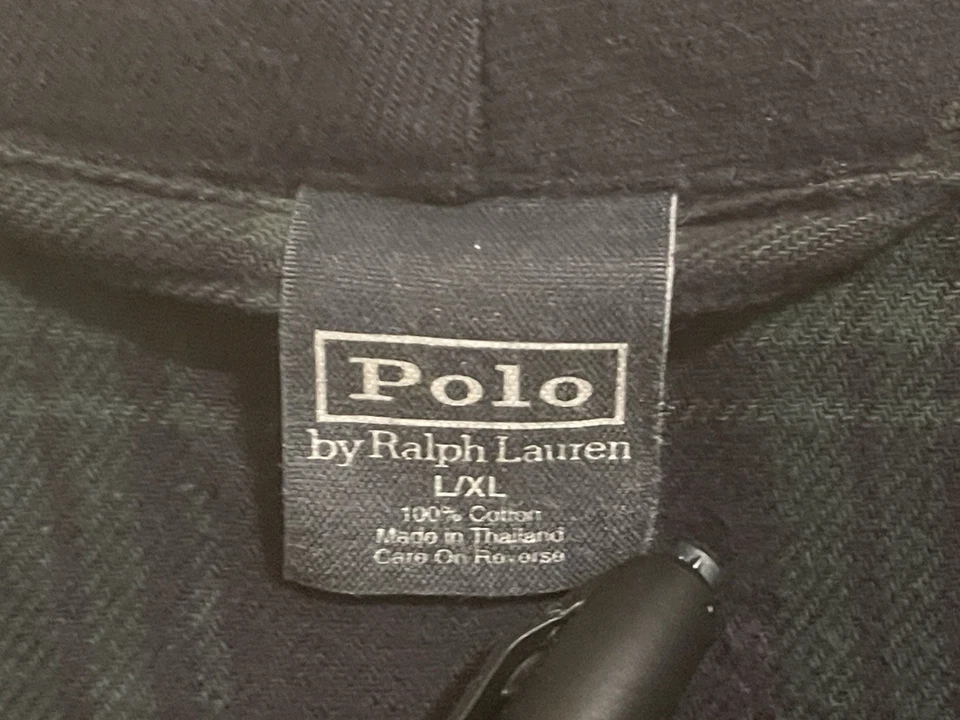 Polo
by Ralph Lauren
L/XL
100% Cotton
Made in Thailand
Care On Reverse